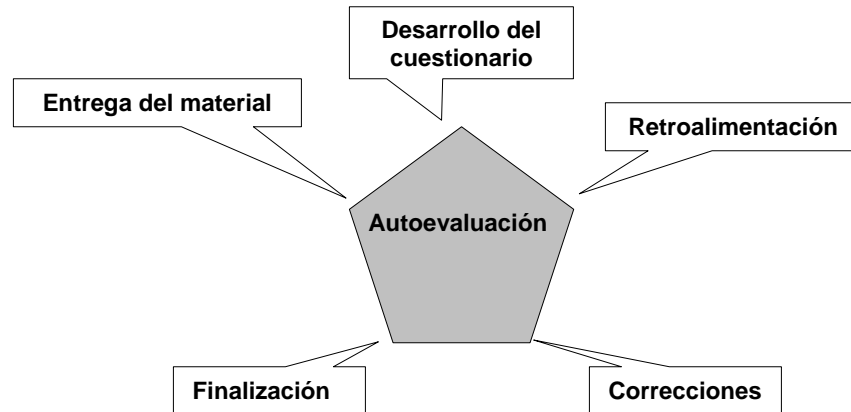 Desarrollo del
cuestionario
Entrega del material
Retroalimentación
Autoevaluación
Finalización
Correcciones